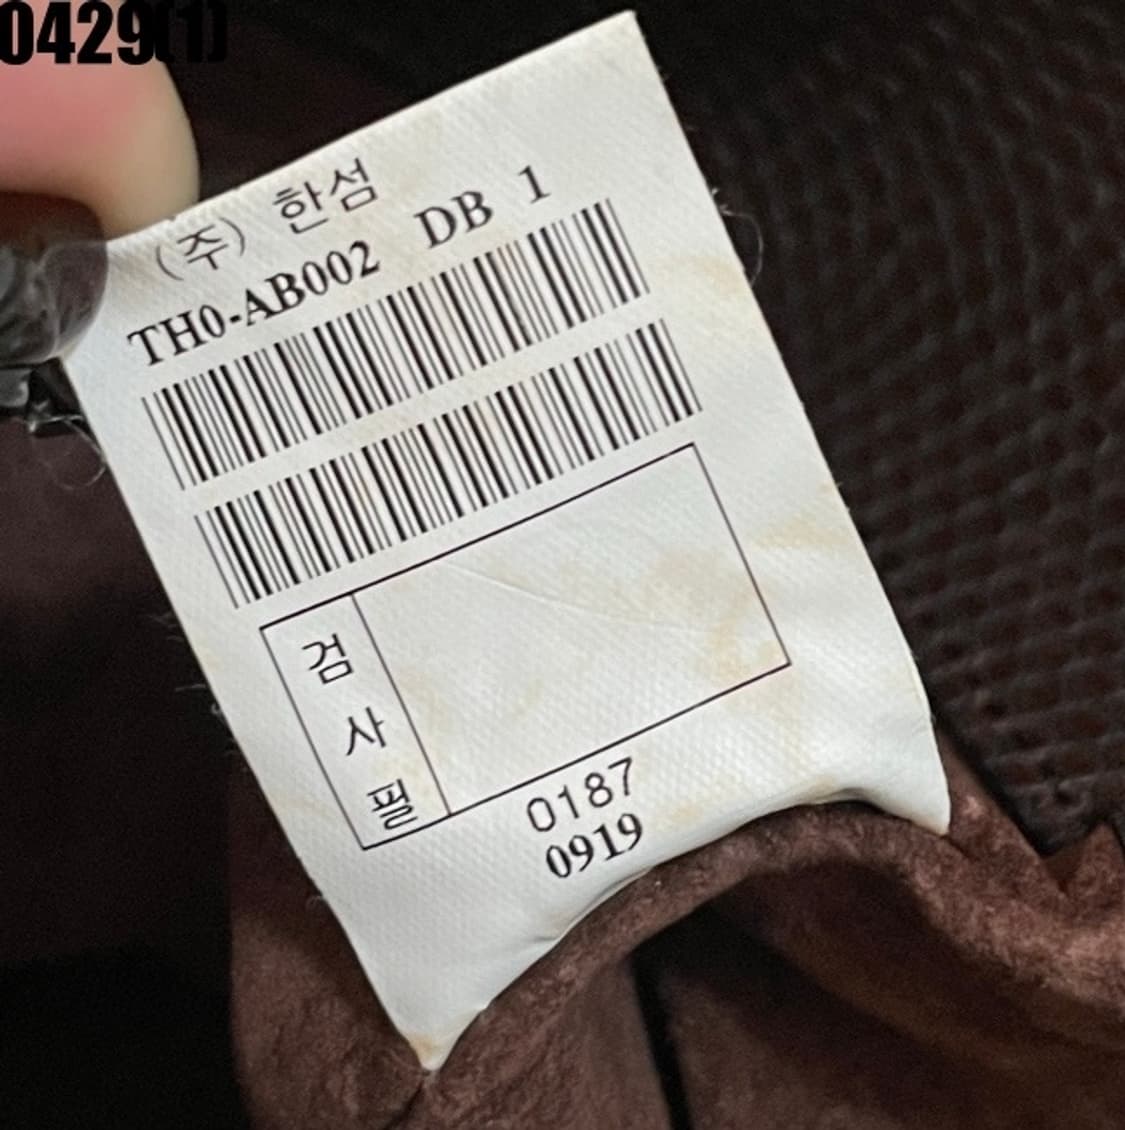 0429(1)
(주) 한섬
TH0-AB002 DB 1
검
사
필
0187
0919